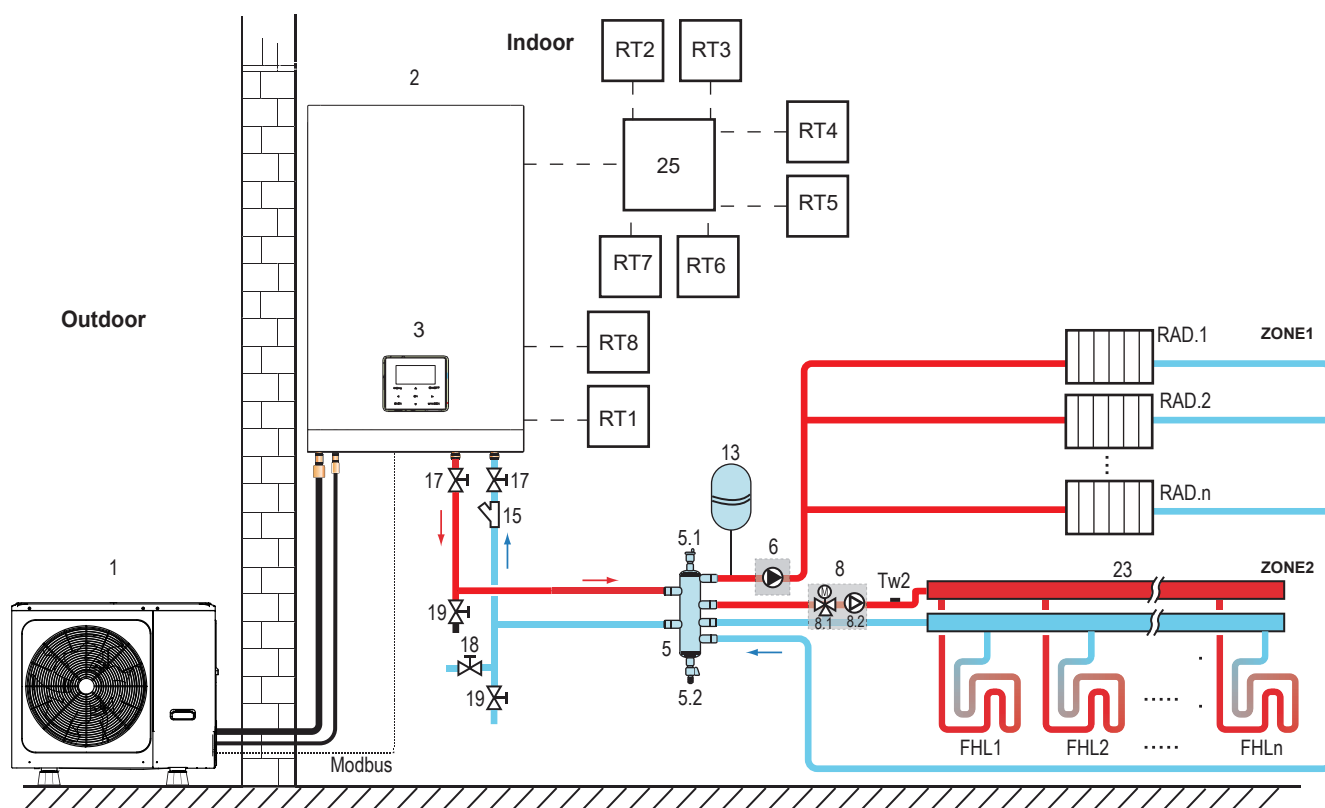 Indoor
RT2
RT3
2
RT4
25
RT5
RT7
RT6
Outdoor
3
RT8
RT1
RAD.1
ZONE1
RAD.2
RAD.n
17
17
13
15
5.1
6
8
Tw2
23
ZONE2
M
8.1
8.2
1
19
18
5
19
5.2
FHL1
FHL2
FHLn
Modbus